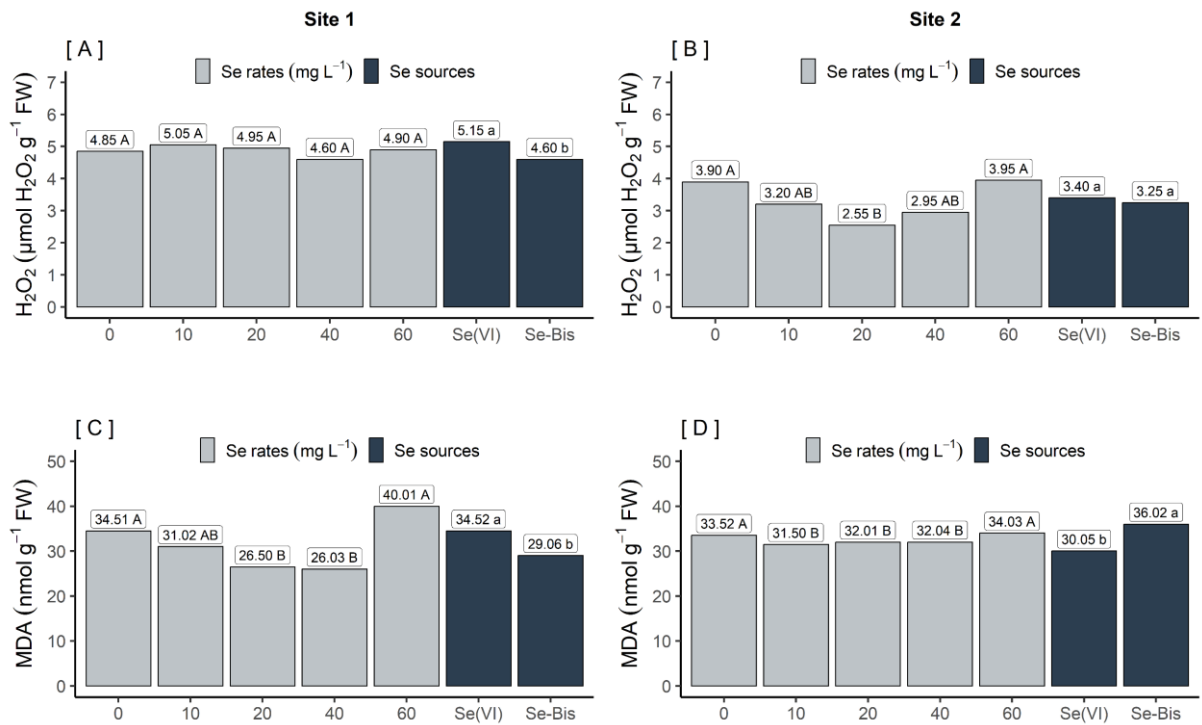 Site 1
[ A ]
Se rates (mg L⁻¹) Se sources
H₂O₂ (µmol H₂O₂ g⁻¹ FW)
7
6
5
4
3
2
1
0
4.85 A 5.05 A 4.95 A 4.60 A 4.90 A 5.15 a 4.60 b
0 10 20 40 60 Se(VI) Se-Bis
Site 2
[ B ]
Se rates (mg L⁻¹) Se sources
H₂O₂ (µmol H₂O₂ g⁻¹ FW)
7
6
5
4
3
2
1
0
3.90 A 3.20 AB 2.55 B 2.95 AB 3.95 A 3.40 a 3.25 a
0 10 20 40 60 Se(VI) Se-Bis
[ C ]
Se rates (mg L⁻¹) Se sources
MDA (nmol g⁻¹ FW)
50
40
30
20
10
0
34.51 A 31.02 AB 26.50 B 26.03 B 40.01 A 34.52 a 29.06 b
0 10 20 40 60 Se(VI) Se-Bis
[ D ]
Se rates (mg L⁻¹) Se sources
MDA (nmol g⁻¹ FW)
50
40
30
20
10
0
33.52 A 31.50 B 32.01 B 32.04 B 34.03 A 30.05 b 36.02 a
0 10 20 40 60 Se(VI) Se-Bis